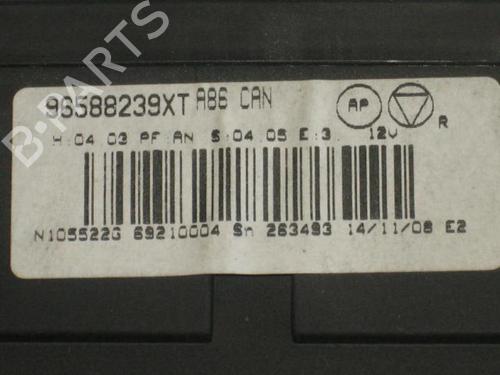 96588239XT A86 CAN
AP
R
H:04.03 PF:AN S:04.05 E:3. 12V
N105522G 69210004 Sn 263493 14/11/08 E2
B-PARTS